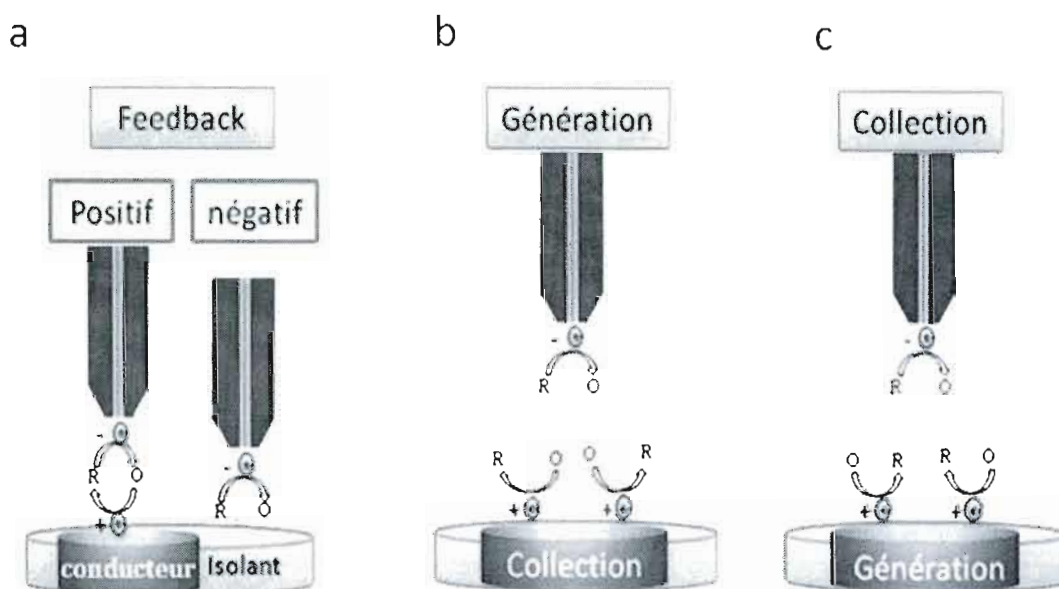 a
Feedback
Positif
négatif
-
R O
+
conducteur
-
R O
Isolant
b
Génération
-
R O
R O
+
O R
+
Collection
c
Collection
-
R O
O R
+
R O
+
Génération